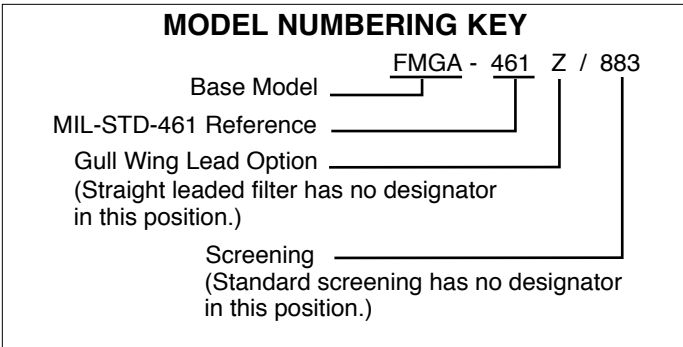 MODEL NUMBERING KEY
FMGA - 461 Z / 883
Base Model
MIL-STD-461 Reference
Gull Wing Lead Option
(Straight leaded filter has no designator
in this position.)
Screening
(Standard screening has no designator
in this position.)